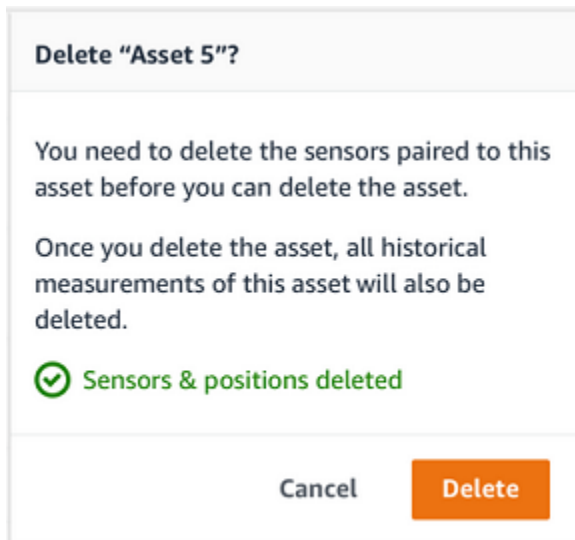 Delete “Asset 5”?
You need to delete the sensors paired to this
asset before you can delete the asset.
Once you delete the asset, all historical
measurements of this asset will also be
deleted.
Sensors & positions deleted
Cancel
Delete